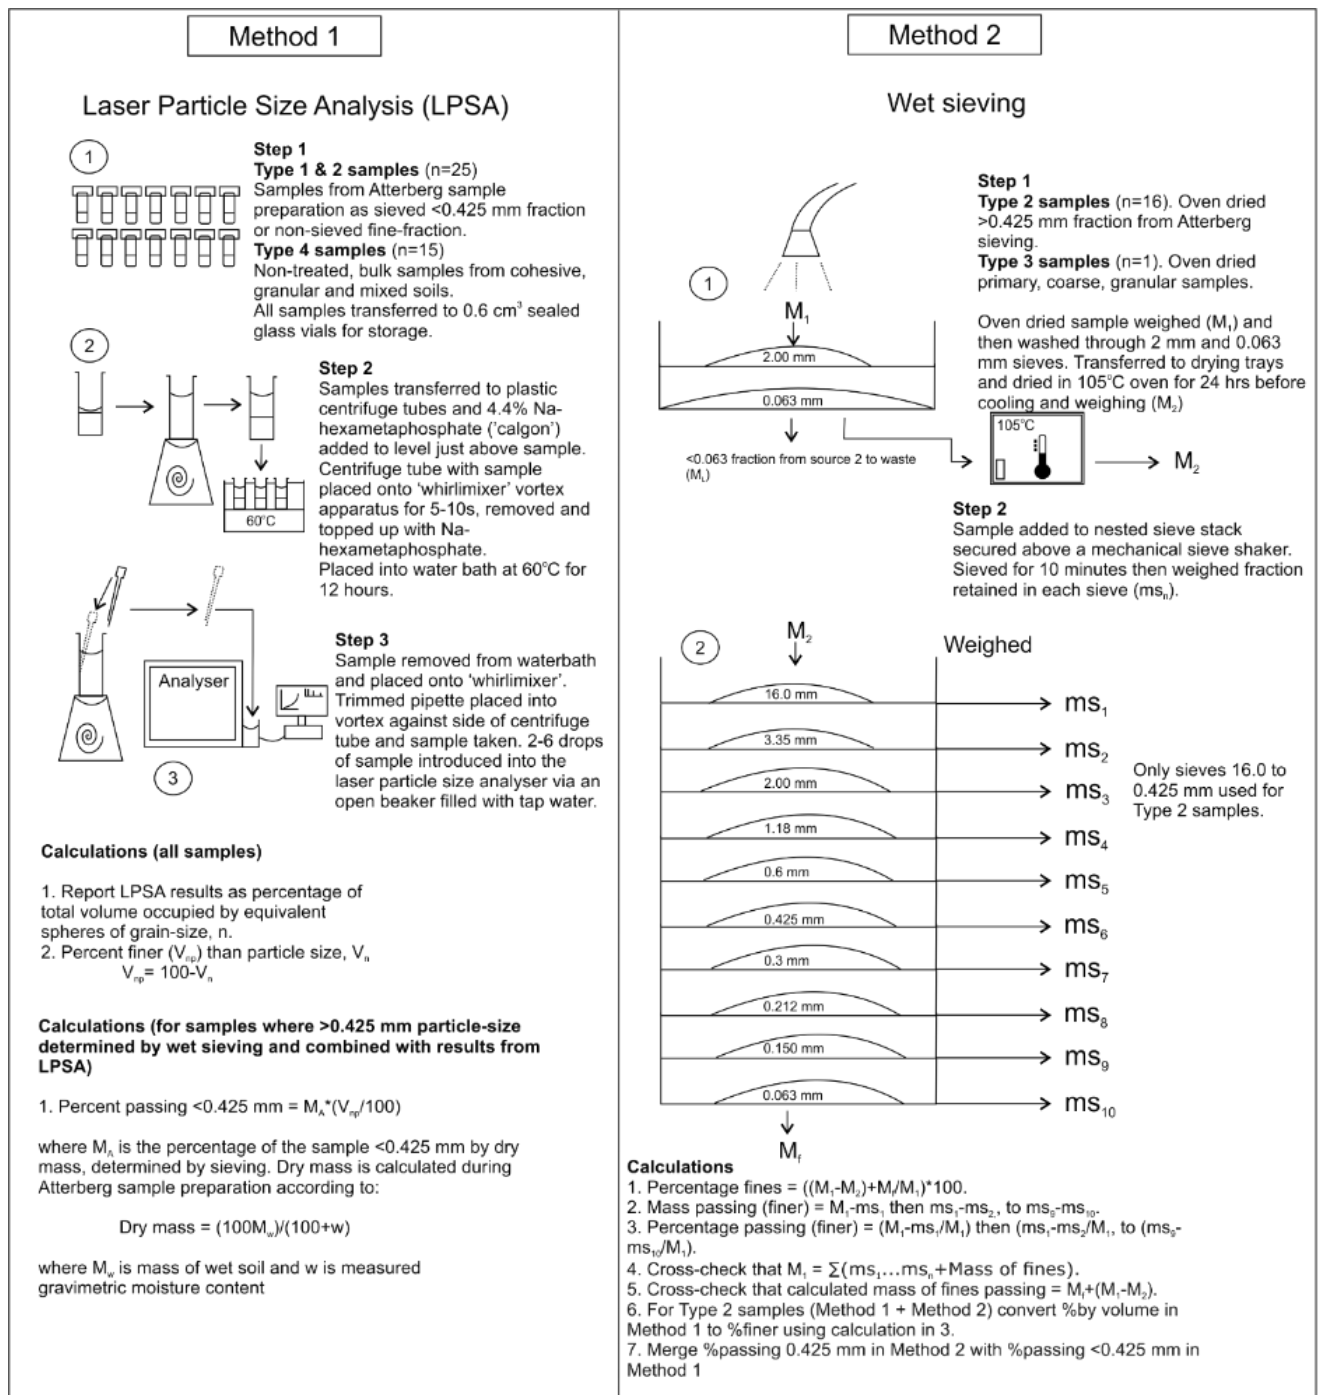 Method 1
Laser Particle Size Analysis (LPSA)
1
Step 1
Type 1 & 2 samples (n=25)
Samples from Atterberg sample
preparation as sieved <0.425 mm fraction
or non-sieved fine-fraction.
Type 4 samples (n=15)
Non-treated, bulk samples from cohesive,
granular and mixed soils.
All samples transferred to 0.6 cm³ sealed
glass vials for storage.
2
60°C
Step 2
Samples transferred to plastic
centrifuge tubes and 4.4% Na-
hexametaphosphate ('calgon')
added to level just above sample.
Centrifuge tube with sample
placed onto 'whirlimixer' vortex
apparatus for 5-10s, removed and
topped up with Na-
hexametaphosphate.
Placed into water bath at 60°C for
12 hours.
Analyser
3
Step 3
Sample removed from waterbath
and placed onto 'whirlimixer'.
Trimmed pipette placed into
vortex against side of centrifuge
tube and sample taken. 2-6 drops
of sample introduced into the
laser particle size analyser via an
open beaker filled with tap water.
Calculations (all samples)
1. Report LPSA results as percentage of
total volume occupied by equivalent
spheres of grain-size, n.
2. Percent finer (Vnp) than particle size, Vn
Vnp= 100-Vn
Calculations (for samples where >0.425 mm particle-size
determined by wet sieving and combined with results from
LPSA)
1. Percent passing <0.425 mm = MA*(Vnp/100)
where MA is the percentage of the sample <0.425 mm by dry
mass, determined by sieving. Dry mass is calculated during
Atterberg sample preparation according to:
Dry mass = (100Mw)/(100+w)
where Mw is mass of wet soil and w is measured
gravimetric moisture content
Method 2
Wet sieving
1
M₁
2.00 mm
0.063 mm
<0.063 fraction from source 2 to waste
(ML)
Step 1
Type 2 samples (n=16). Oven dried
>0.425 mm fraction from Atterberg
sieving.
Type 3 samples (n=1). Oven dried
primary, coarse, granular samples.
Oven dried sample weighed (M₁) and
then washed through 2 mm and 0.063
mm sieves. Transferred to drying trays
and dried in 105°C oven for 24 hrs before
cooling and weighing (M₂)
105°C
M₂
Step 2
Sample added to nested sieve stack
secured above a mechanical sieve shaker.
Sieved for 10 minutes then weighed fraction
retained in each sieve (msn).
2
M₂
Weighed
16.0 mm
ms₁
3.35 mm
ms₂
2.00 mm
ms₃
1.18 mm
ms₄
0.6 mm
ms₅
0.425 mm
ms₆
0.3 mm
ms₇
0.212 mm
ms₈
0.150 mm
ms₉
0.063 mm
ms₁₀
Only sieves 16.0 to
0.425 mm used for
Type 2 samples.
Mf
Calculations
1. Percentage fines = ((M₁-M₂)+Mf/M₁)*100.
2. Mass passing (finer) = M₁-ms₁ then ms₁-ms₂, to ms₉-ms₁₀.
3. Percentage passing (finer) = (M₁-ms₁/M₁) then (ms₁-ms₂/M₁, to (ms₉-
ms₁₀/M₁).
4. Cross-check that M₁ = Σ(ms₁...msn+Mass of fines).
5. Cross-check that calculated mass of fines passing = Mf+(M₁-M₂).
6. For Type 2 samples (Method 1 + Method 2) convert %by volume in
Method 1 to %finer using calculation in 3.
7. Merge %passing 0.425 mm in Method 2 with %passing <0.425 mm in
Method 1